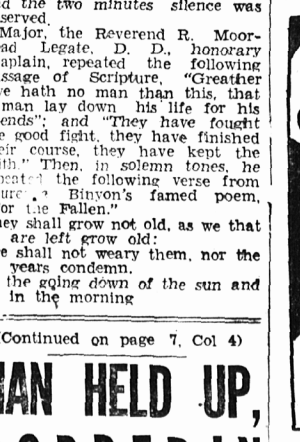 the two minutes silence was
served.
Major, the Reverend R. Moor-
ad Legate, D. D., honorary
aplain, repeated the following
ssage of Scripture, "Greather
e hath no man than this, that
man lay down his life for his
ends"; and "They have fought
e good fight, they have finished
eir course, they have kept the
ith." Then, in solemn tones, he
the following verse from
Binyon's famed poem,
or the Fallen."
ey shall grow not old, as we that
are left grow old:
e shall not weary them, nor the
years condemn.
the going down of the sun and
in the morning
(Continued on page 7, Col 4)
AN HELD UP,